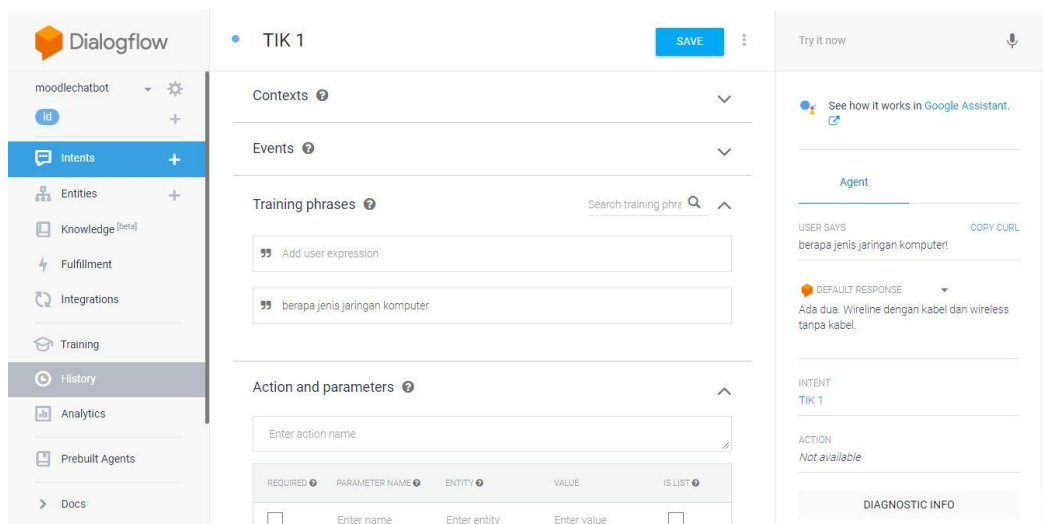 Dialogflow
moodlechatbot
id
Intents
Entities
Knowledge [beta]
Fulfillment
Integrations
Training
History
Analytics
Prebuilt Agents
Docs
TIK 1
SAVE
Contexts
Events
Training phrases
Search training phra
Add user expression
berapa jenis jaringan komputer
Action and parameters
Enter action name
REQUIRED PARAMETER NAME ENTITY VALUE IS LIST
Enter name Enter entity Enter value
Try it now
See how it works in Google Assistant.
Agent
USER SAYS COPY CURL
berapa jenis jaringan komputer!
DEFAULT RESPONSE
Ada dua. Wireline dengan kabel dan wireless
tanpa kabel.
INTENT
TIK 1
ACTION
Not available
DIAGNOSTIC INFO